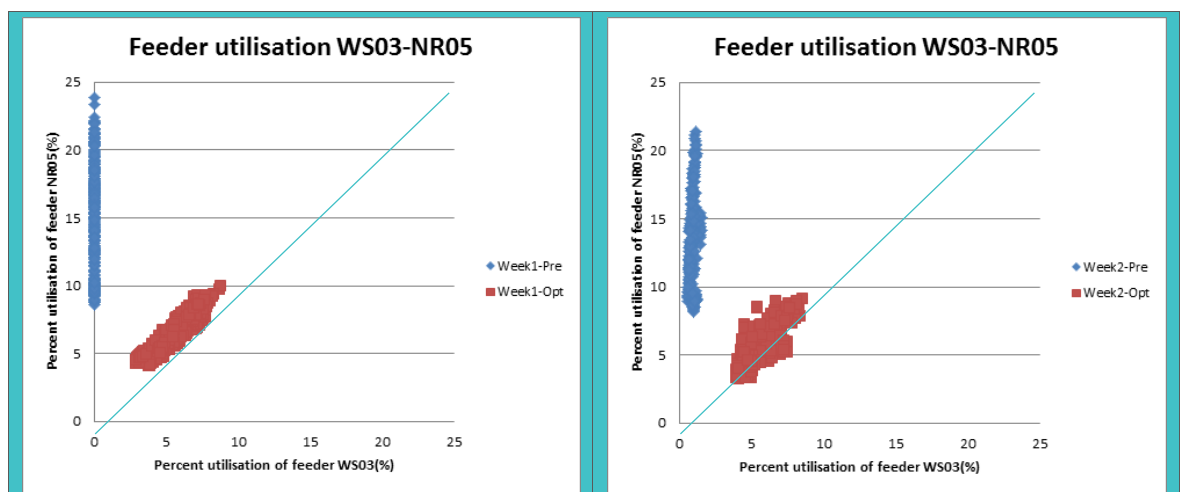 Feeder utilisation WS03-NR05
Percent utilisation of feeder NR05(%)
25
20
15
10
5
0
0 5 10 15 20 25
Percent utilisation of feeder WS03(%)
Week1-Pre
Week1-Opt
Feeder utilisation WS03-NR05
Percent utilisation of feeder NR05(%)
25
20
15
10
5
0
0 5 10 15 20 25
Percent utilisation of feeder WS03(%)
Week2-Pre
Week2-Opt